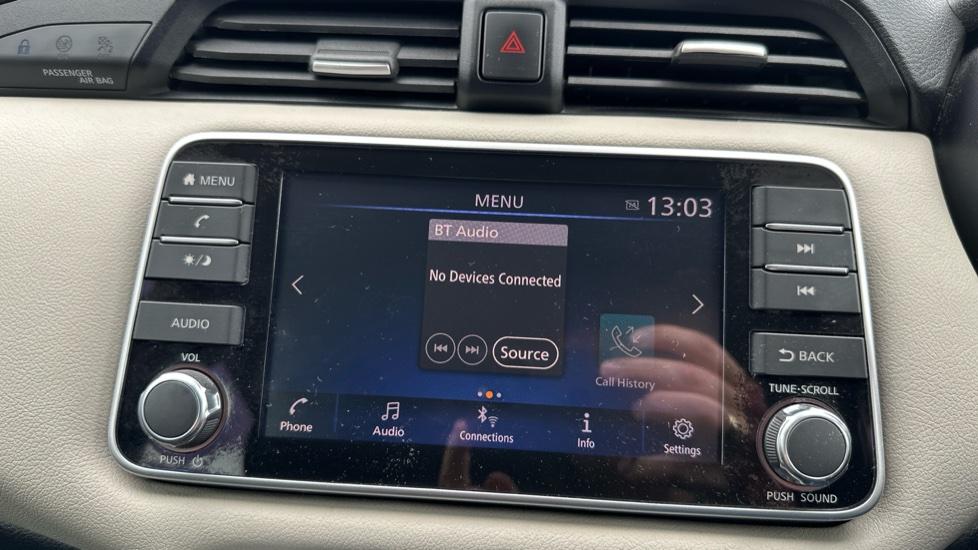 PASSENGER
AIR BAG
MENU
AUDIO
VOL
PUSH
MENU
13:03
BT Audio
No Devices Connected
Source
Call History
Phone
Audio
Connections
Info
Settings
BACK
TUNE·SCROLL
PUSH SOUND